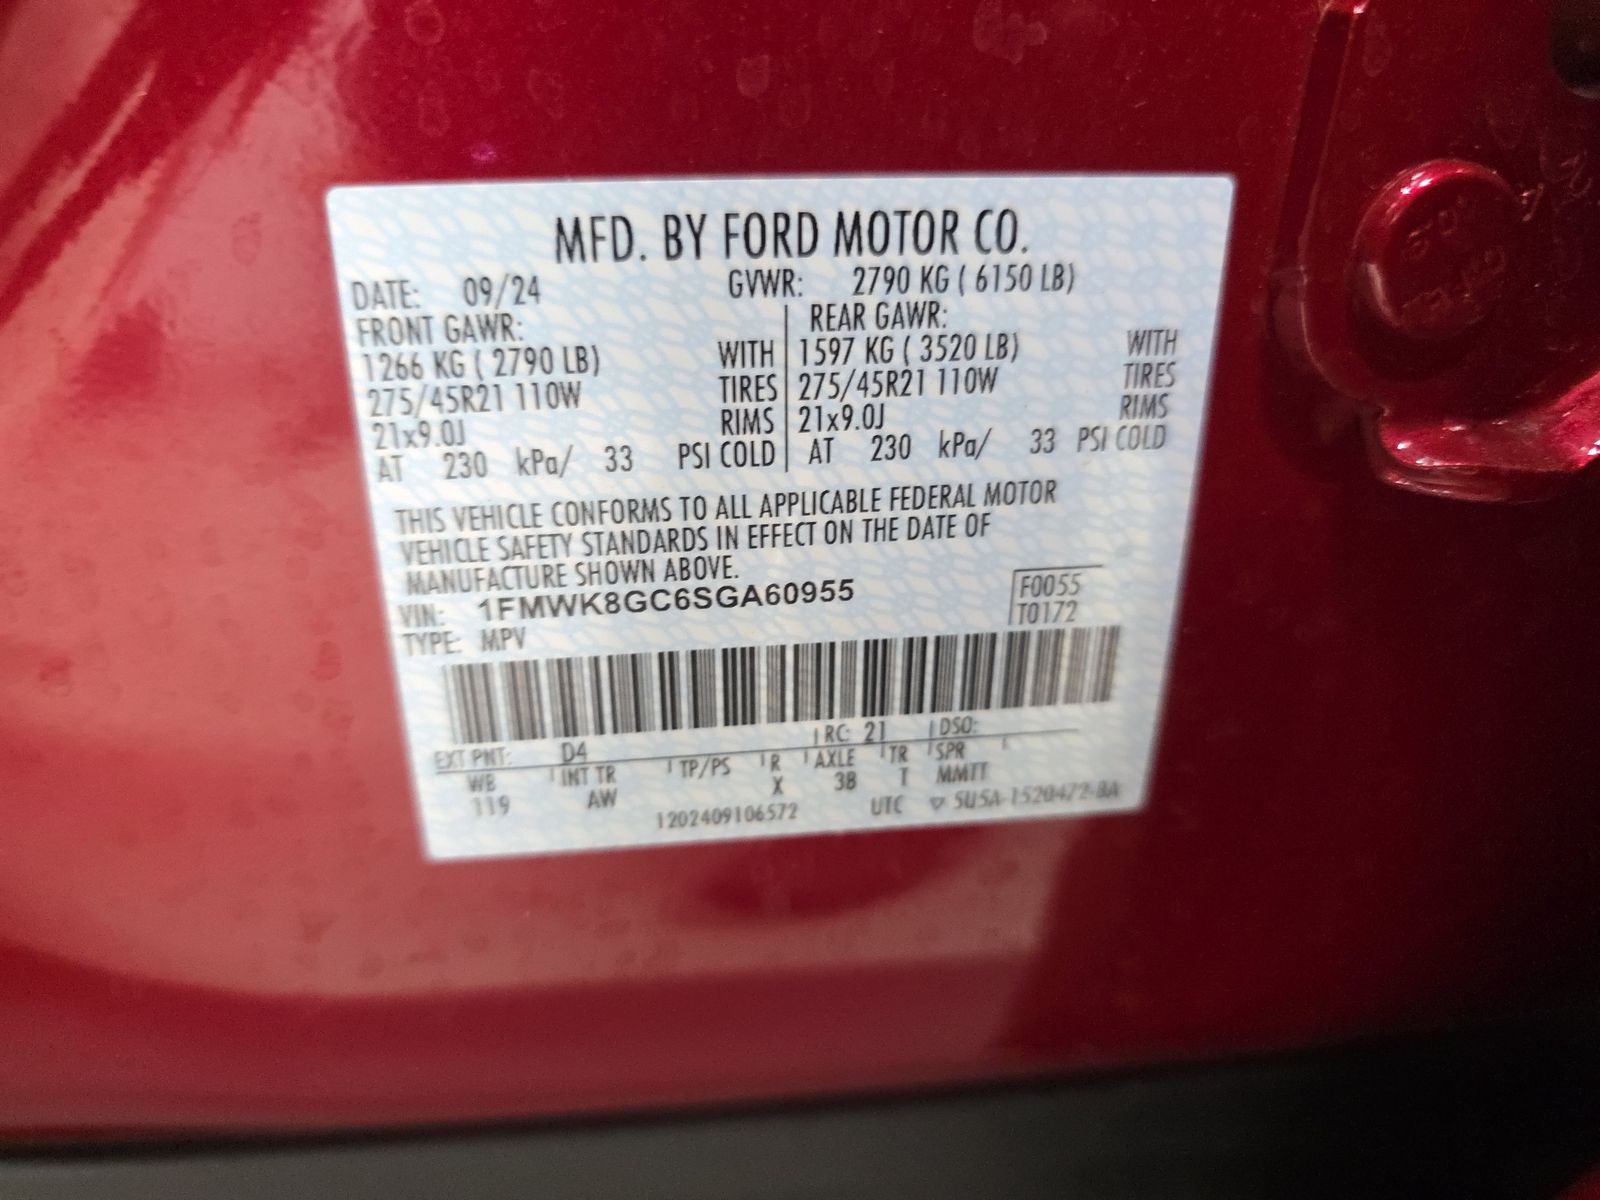 MFD. BY FORD MOTOR CO.
DATE: 09/24 GVWR: 2790 KG ( 6150 LB)
FRONT GAWR: REAR GAWR:
1266 KG ( 2790 LB) WITH 1597 KG ( 3520 LB) WITH
275/45R21 110W TIRES 275/45R21 110W TIRES
21x9.0J RIMS 21x9.0J RIMS
AT 230 kPa/ 33 PSI COLD AT 230 kPa/ 33 PSI COLD
THIS VEHICLE CONFORMS TO ALL APPLICABLE FEDERAL MOTOR
VEHICLE SAFETY STANDARDS IN EFFECT ON THE DATE OF
MANUFACTURE SHOWN ABOVE.
VIN: 1FMWK8GC6SGA60955 F0055
TYPE: MPV T0172
EXT PNT: D4 RC: 21 DSO:
WB INT TR TP/PS R AXLE TR SPR
119 AW X 38 T MMTT
1202409106572 UTC 5U5A-1520472-BA